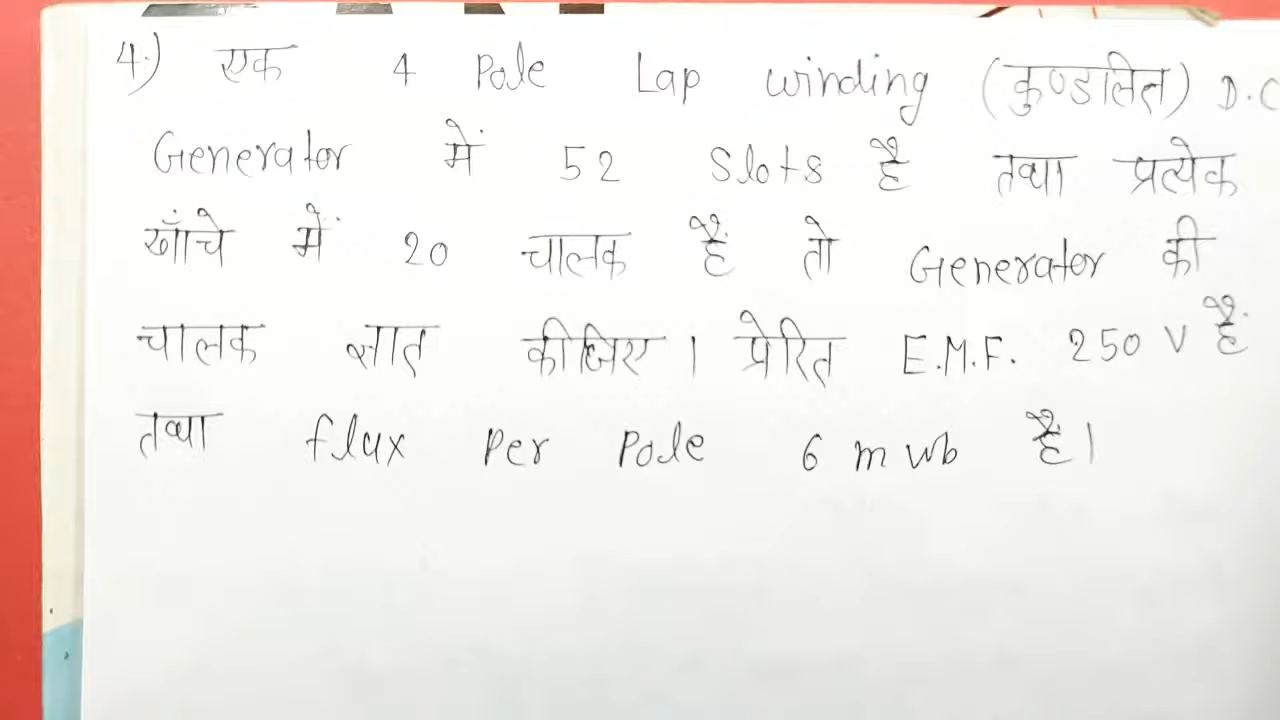 4.) एक 4 Pole Lap winding (कुण्डलित) D.C
Generator में 52 Slots है तथा प्रत्येक
खाँचे में 20 चालक हैं तो Generator की
चालक ज्ञात कीजिए । प्रेरित E.M.F. 250 V हैं
तथा flux Per Pole 6 m wb हैं।